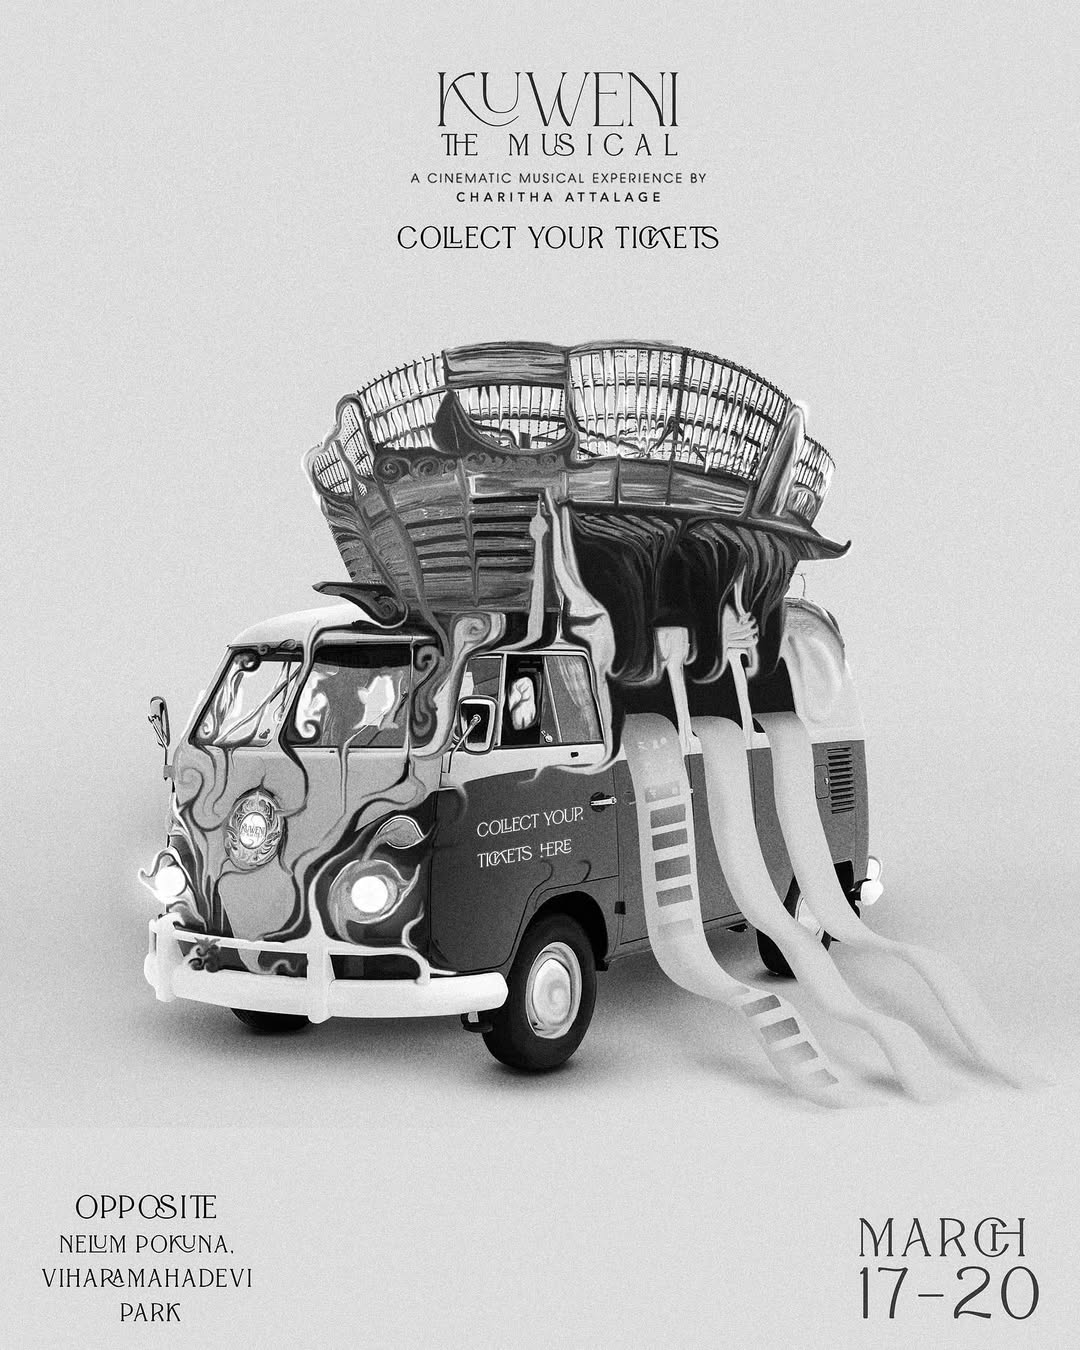 KUWENI
THE MUSICAL
A CINEMATIC MUSICAL EXPERIENCE BY
CHARITHA ATTALAGE
COLLECT YOUR TICKETS
KUWENI
COLLECT YOUR
TICKETS HERE
OPPOSITE
NELUM POKUNA,
VIHARAMAHADEVI
PARK
MARCH
17-20